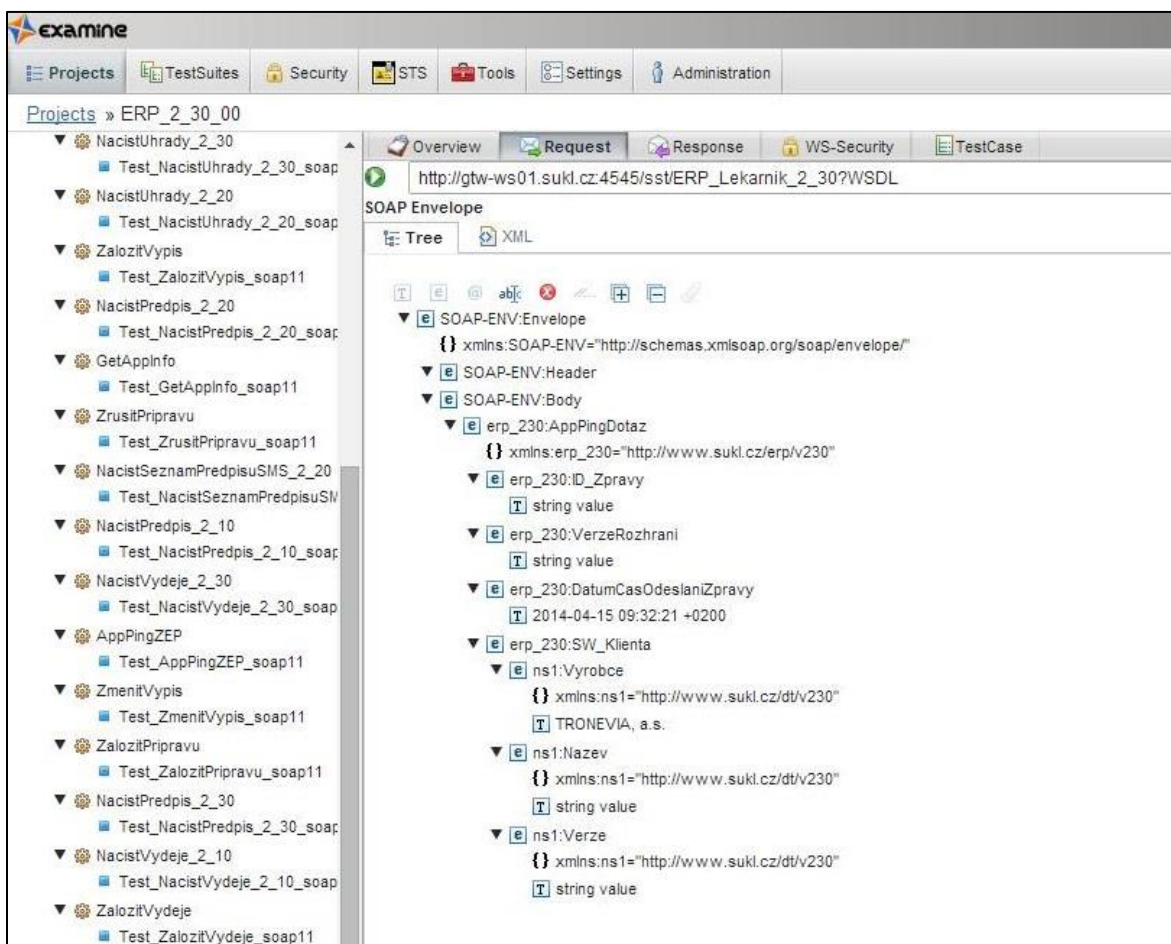 examine
Projects TestSuites Security STS Tools Settings Administration
Projects » ERP_2_30_00
NacistUhrady_2_30
Test_NacistUhrady_2_30_soap
NacistUhrady_2_20
Test_NacistUhrady_2_20_soap
ZalozitVypis
Test_ZalozitVypis_soap11
NacistPredpis_2_20
Test_NacistPredpis_2_20_soap
GetAppInfo
Test_GetAppInfo_soap11
ZrusitPripravu
Test_ZrusitPripravu_soap11
NacistSeznamPredpisuSMS_2_20
Test_NacistSeznamPredpisuSM
NacistPredpis_2_10
Test_NacistPredpis_2_10_soap
NacistVydeje_2_30
Test_NacistVydeje_2_30_soap
AppPingZEP
Test_AppPingZEP_soap11
ZmenitVypis
Test_ZmenitVypis_soap11
ZalozitPripravu
Test_ZalozitPripravu_soap11
NacistPredpis_2_30
Test_NacistPredpis_2_30_soap
NacistVydeje_2_10
Test_NacistVydeje_2_10_soap
ZalozitVydeje
Test_ZalozitVydeje_soap11
Overview Request Response WS-Security TestCase
http://gtw-ws01.sukl.cz:4545/sst/ERP_Lekarnik_2_30?WSDL
SOAP Envelope
Tree XML
SOAP-ENV:Envelope
{} xmlns:SOAP-ENV="http://schemas.xmlsoap.org/soap/envelope/"
SOAP-ENV:Header
SOAP-ENV:Body
erp_230:AppPingDotaz
{} xmlns:erp_230="http://www.sukl.cz/erp/v230"
erp_230:ID_Zpravy
string value
erp_230:VerzeRozhrani
string value
erp_230:DatumCasOdeslaniZpravy
2014-04-15 09:32:21 +0200
erp_230:SW_Klienta
ns1:Vyrobce
{} xmlns:ns1="http://www.sukl.cz/dt/v230"
TRONEVIA, a.s.
ns1:Nazev
{} xmlns:ns1="http://www.sukl.cz/dt/v230"
string value
ns1:Verze
{} xmlns:ns1="http://www.sukl.cz/dt/v230"
string value